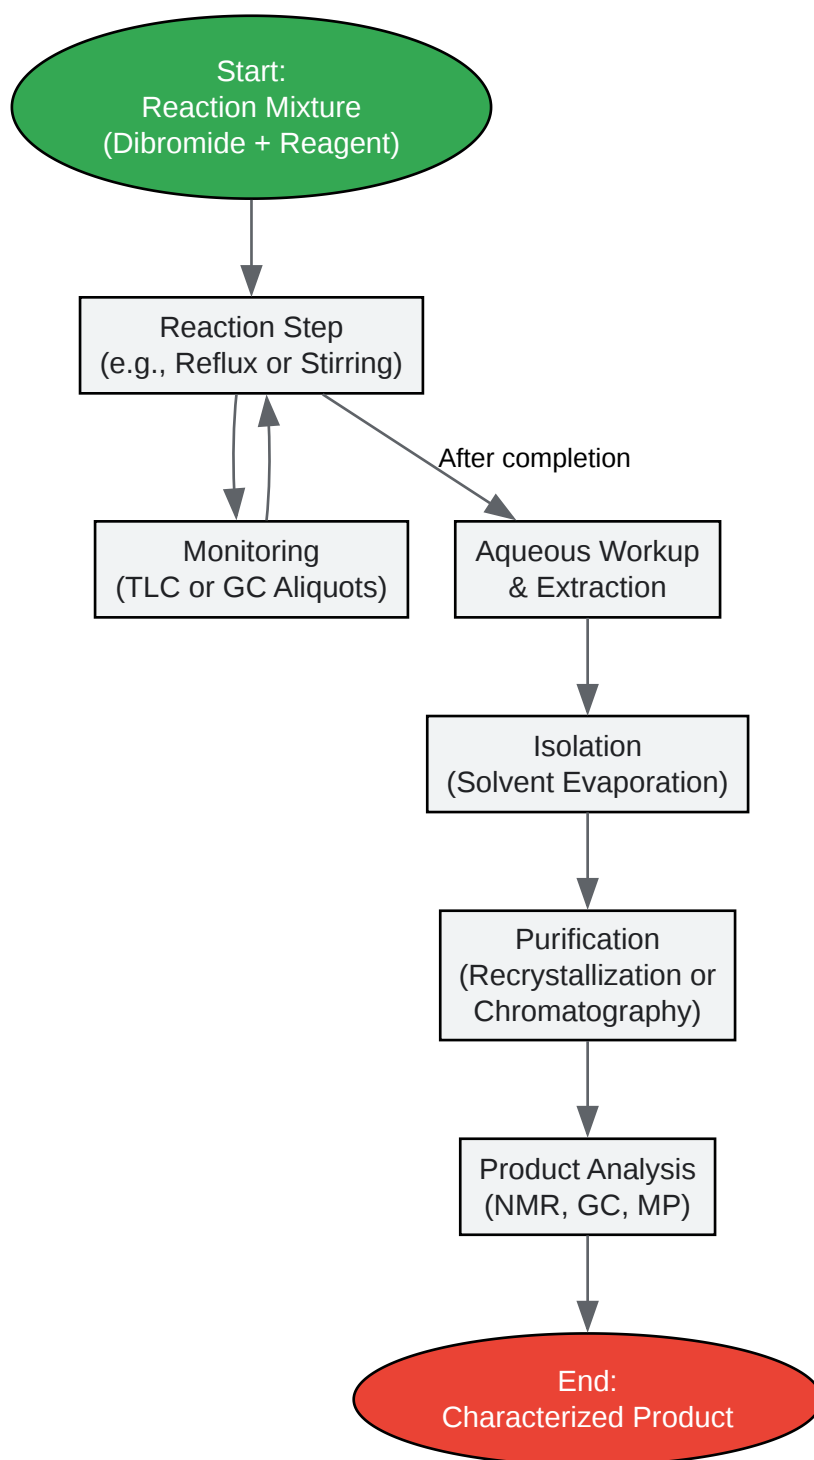 Start:
Reaction Mixture
(Dibromide + Reagent)
Reaction Step
(e.g., Reflux or Stirring)
After completion
Monitoring
(TLC or GC Aliquots)
Aqueous Workup
& Extraction
Isolation
(Solvent Evaporation)
Purification
(Recrystallization or
Chromatography)
Product Analysis
(NMR, GC, MP)
End:
Characterized Product